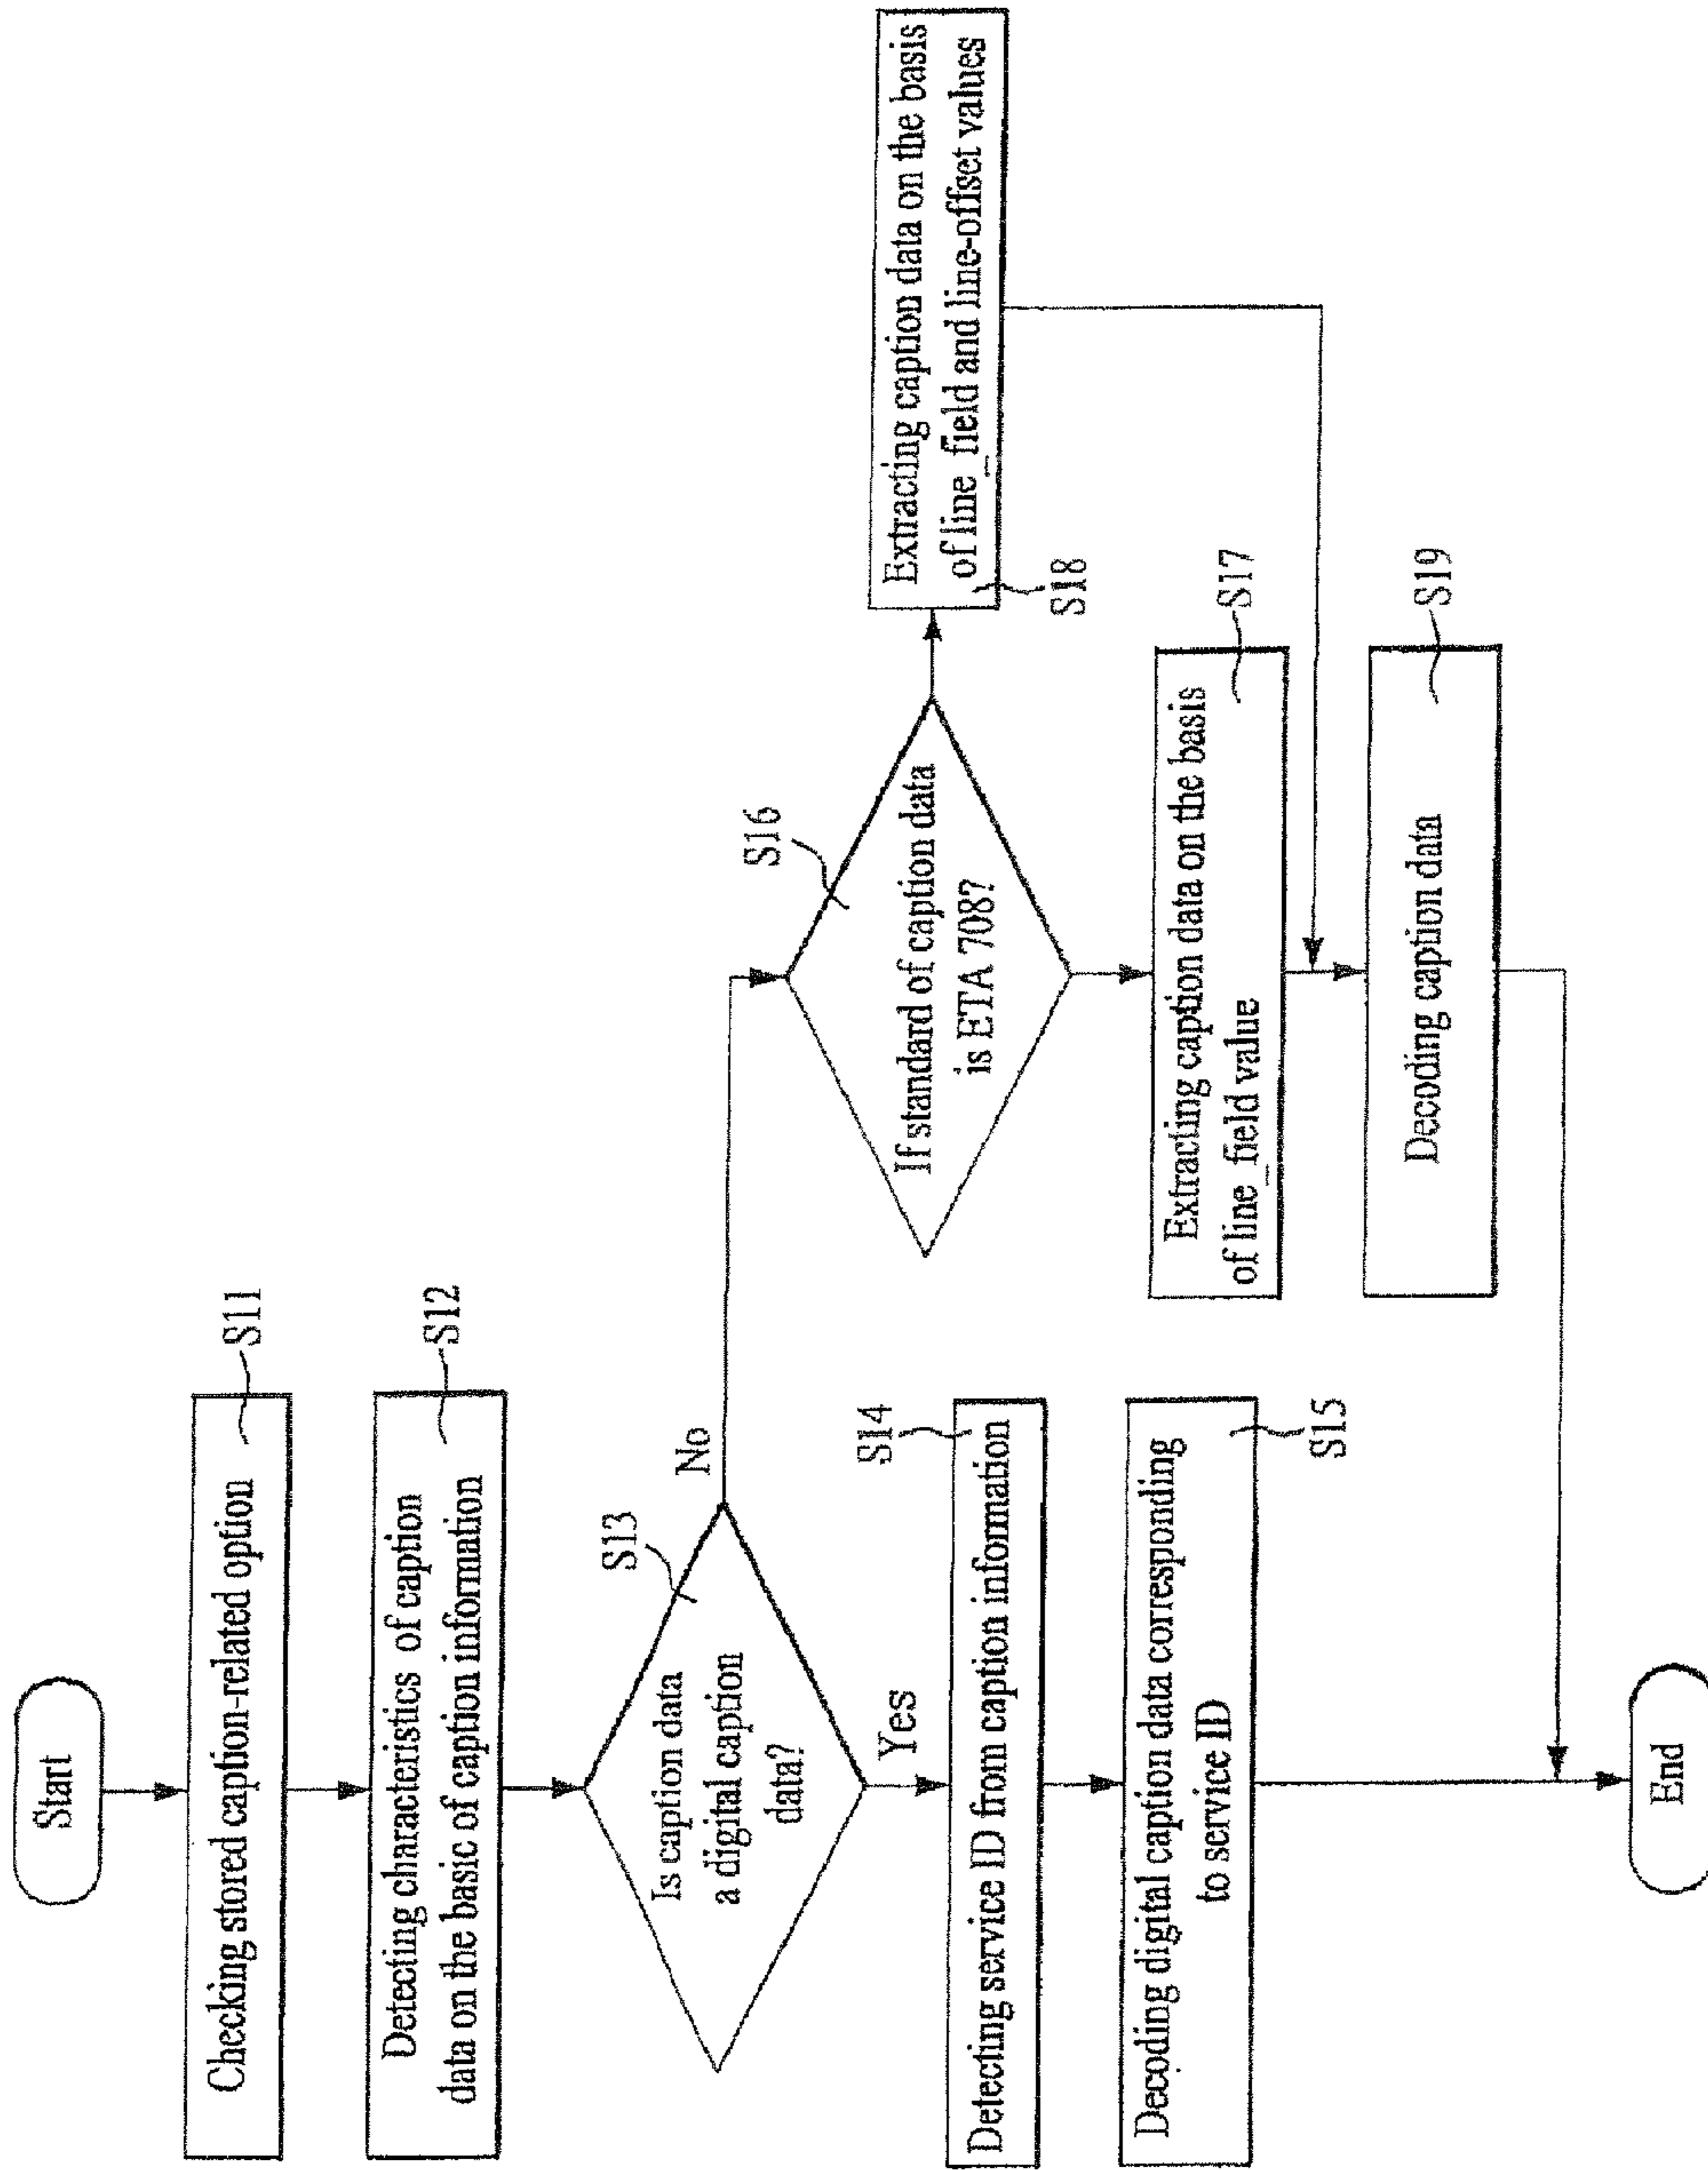 Start
Checking stored caption-related option
S11
Detecting characteristics of caption
data on the basic of caption information
S12
Is caption data
a digital caption
data?
S13
No
Yes
Detecting service ID from caption information
S14
Decoding digital caption data corresponding
to service ID
S15
If standard of caption data
is ETA 708?
S16
Extracting caption data on the basis
of line_field value
S17
Extracting caption data on the basis
of line_field and line-offset values
S18
Decoding caption data
S19
End